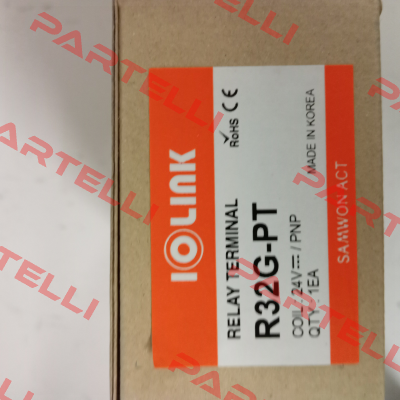 IOLINK
RELAY TERMINAL
RoHS CE
R32G-PT
COIL : 24V⎓ / PNP
QTY : 1EA
MADE IN KOREA
SAMWON ACT
PARTELLI
PARTELLI
PARTELLI
PARTELLI